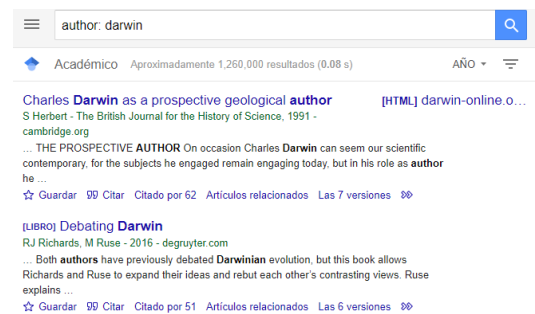 author: darwin
Académico Aproximadamente 1,260,000 resultados (0.08 s) AÑO
Charles Darwin as a prospective geological author [HTML] darwin-online.o…
S Herbert - The British Journal for the History of Science, 1991 -
cambridge.org
… THE PROSPECTIVE AUTHOR On occasion Charles Darwin can seem our scientific
contemporary, for the subjects he engaged remain engaging today, but in his role as author
he …
Guardar Citar Citado por 62 Artículos relacionados Las 7 versiones
[LIBRO] Debating Darwin
RJ Richards, M Ruse - 2016 - degruyter.com
… Both authors have previously debated Darwinian evolution, but this book allows
Richards and Ruse to expand their ideas and rebut each other's contrasting views. Ruse
explains …
Guardar Citar Citado por 51 Artículos relacionados Las 6 versiones